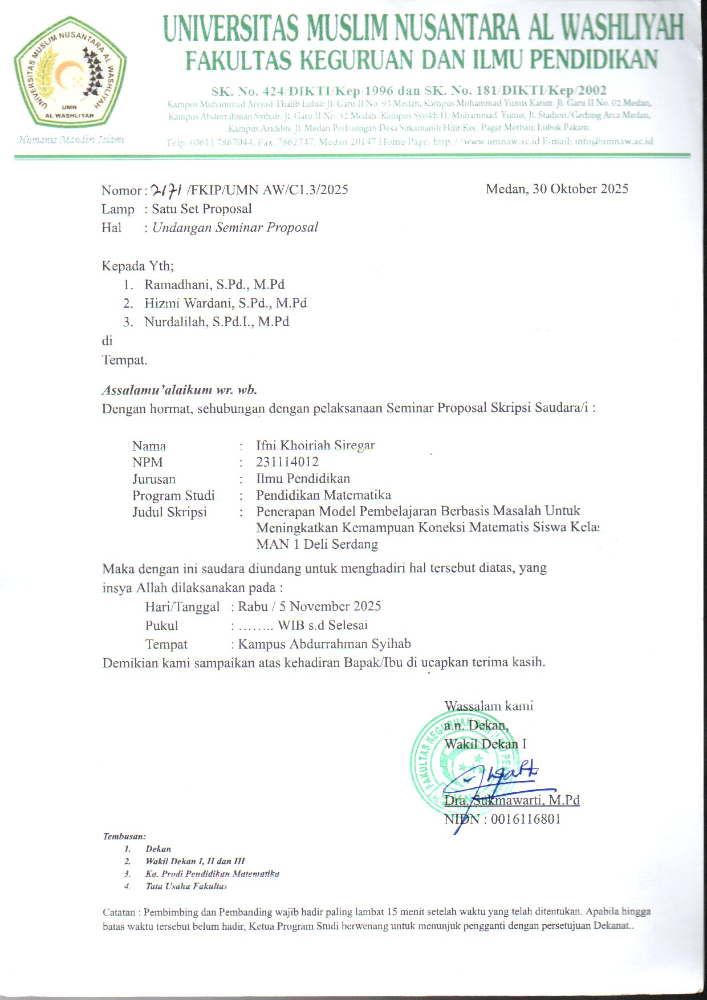 UNIVERSITAS MUSLIM NUSANTARA AL WASHLIYAH
FAKULTAS KEGURUAN DAN ILMU PENDIDIKAN
SK. No. 424/DIKTI/Kep/1996 dan SK. No. 181/DIKTI/Kep/2002
Kampus Muhammad Arsyad Thalib Lubis: Jl. Garu II No. 93 Medan, Kampus Muhammad Yunus Karim: Jl. Garu II No. 02 Medan,
Kampus Abdurrahman Syihab: Jl. Garu II No. 52 Medan, Kampus Syeikh H. Muhammad Yunus, Jl. Stadion/Gedung Arca Medan,
Kampus Aziddin: Jl. Medan Perbaungan Desa Sukamandi Hilir Kec. Pagar Merbau, Lubuk Pakam.
Telp. (061) 7867044, Fax. 7862747, Medan 20147 Home Page: http://www.umnaw.ac.id E-mail: info@umnaw.ac.id
UNIVERSITAS MUSLIM NUSANTARA AL WASHLIYAH
UMN
AL WASHLIYAH
Humanis Mandiri Islami
Nomor : 2171 /FKIP/UMN AW/C1.3/2025 Medan, 30 Oktober 2025
Lamp : Satu Set Proposal
Hal : Undangan Seminar Proposal
Kepada Yth;
1. Ramadhani, S.Pd., M.Pd
2. Hizmi Wardani, S.Pd., M.Pd
3. Nurdalilah, S.Pd.I., M.Pd
di
Tempat.
Assalamu'alaikum wr. wb.
Dengan hormat, sehubungan dengan pelaksanaan Seminar Proposal Skripsi Saudara/i :
Nama : Ifni Khoiriah Siregar
NPM : 231114012
Jurusan : Ilmu Pendidikan
Program Studi : Pendidikan Matematika
Judul Skripsi : Penerapan Model Pembelajaran Berbasis Masalah Untuk
Meningkatkan Kemampuan Koneksi Matematis Siswa Kelas
MAN 1 Deli Serdang
Maka dengan ini saudara diundang untuk menghadiri hal tersebut diatas, yang
insya Allah dilaksanakan pada :
Hari/Tanggal : Rabu / 5 November 2025
Pukul : ........ WIB s.d Selesai
Tempat : Kampus Abdurrahman Syihab
Demikian kami sampaikan atas kehadiran Bapak/Ibu di ucapkan terima kasih.
Wassalam kami
a.n. Dekan,
Wakil Dekan I
Dra. Sukmawarti, M.Pd
NIDN : 0016116801
Tembusan:
1. Dekan
2. Wakil Dekan I, II dan III
3. Ka. Prodi Pendidikan Matematika
4. Tata Usaha Fakultas
Catatan : Pembimbing dan Pembanding wajib hadir paling lambat 15 menit setelah waktu yang telah ditentukan. Apabila hingga
batas waktu tersebut belum hadir, Ketua Program Studi berwenang untuk menunjuk pengganti dengan persetujuan Dekanat..